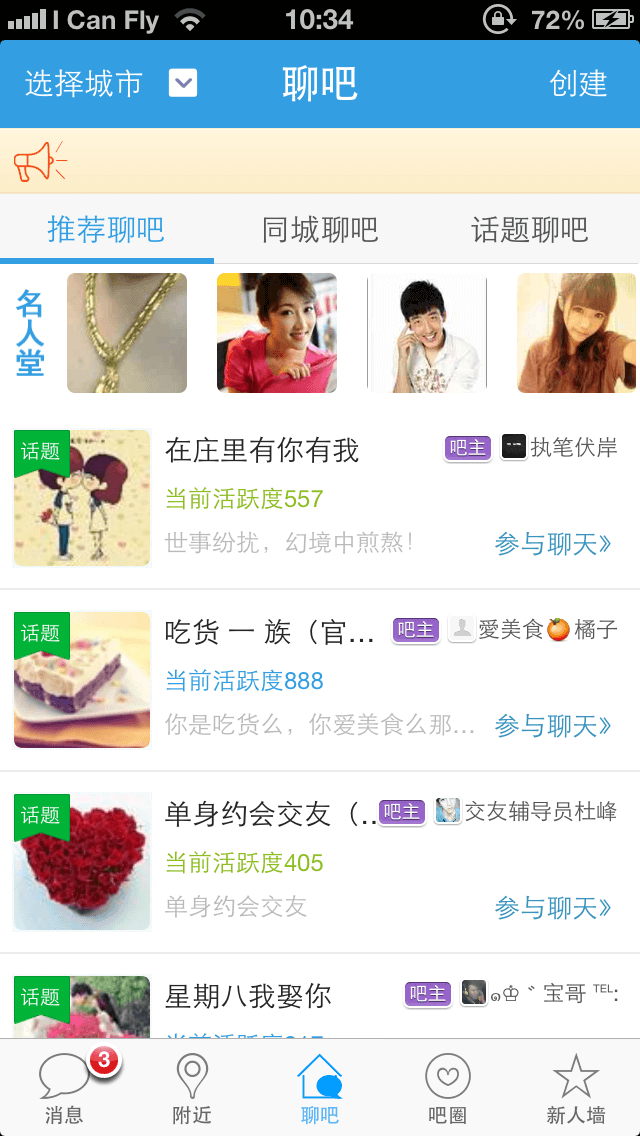 I Can Fly 10:34 72%
选择城市 聊吧 创建
推荐聊吧 同城聊吧 话题聊吧
名人堂
话题 在庄里有你有我 吧主 执笔伏岸
当前活跃度557
世事纷扰，幻境中煎熬！ 参与聊天》
话题 吃货 一 族（官... 吧主 愛美食🍊橘子
当前活跃度888
你是吃货么，你爱美食么那... 参与聊天》
话题 单身约会交友（... 吧主 交友辅导员杜峰
当前活跃度405
单身约会交友 参与聊天》
话题 星期八我娶你 吧主 ๑♔ 宝哥 ℡:
3
消息 附近 聊吧 吧圈 新人墙